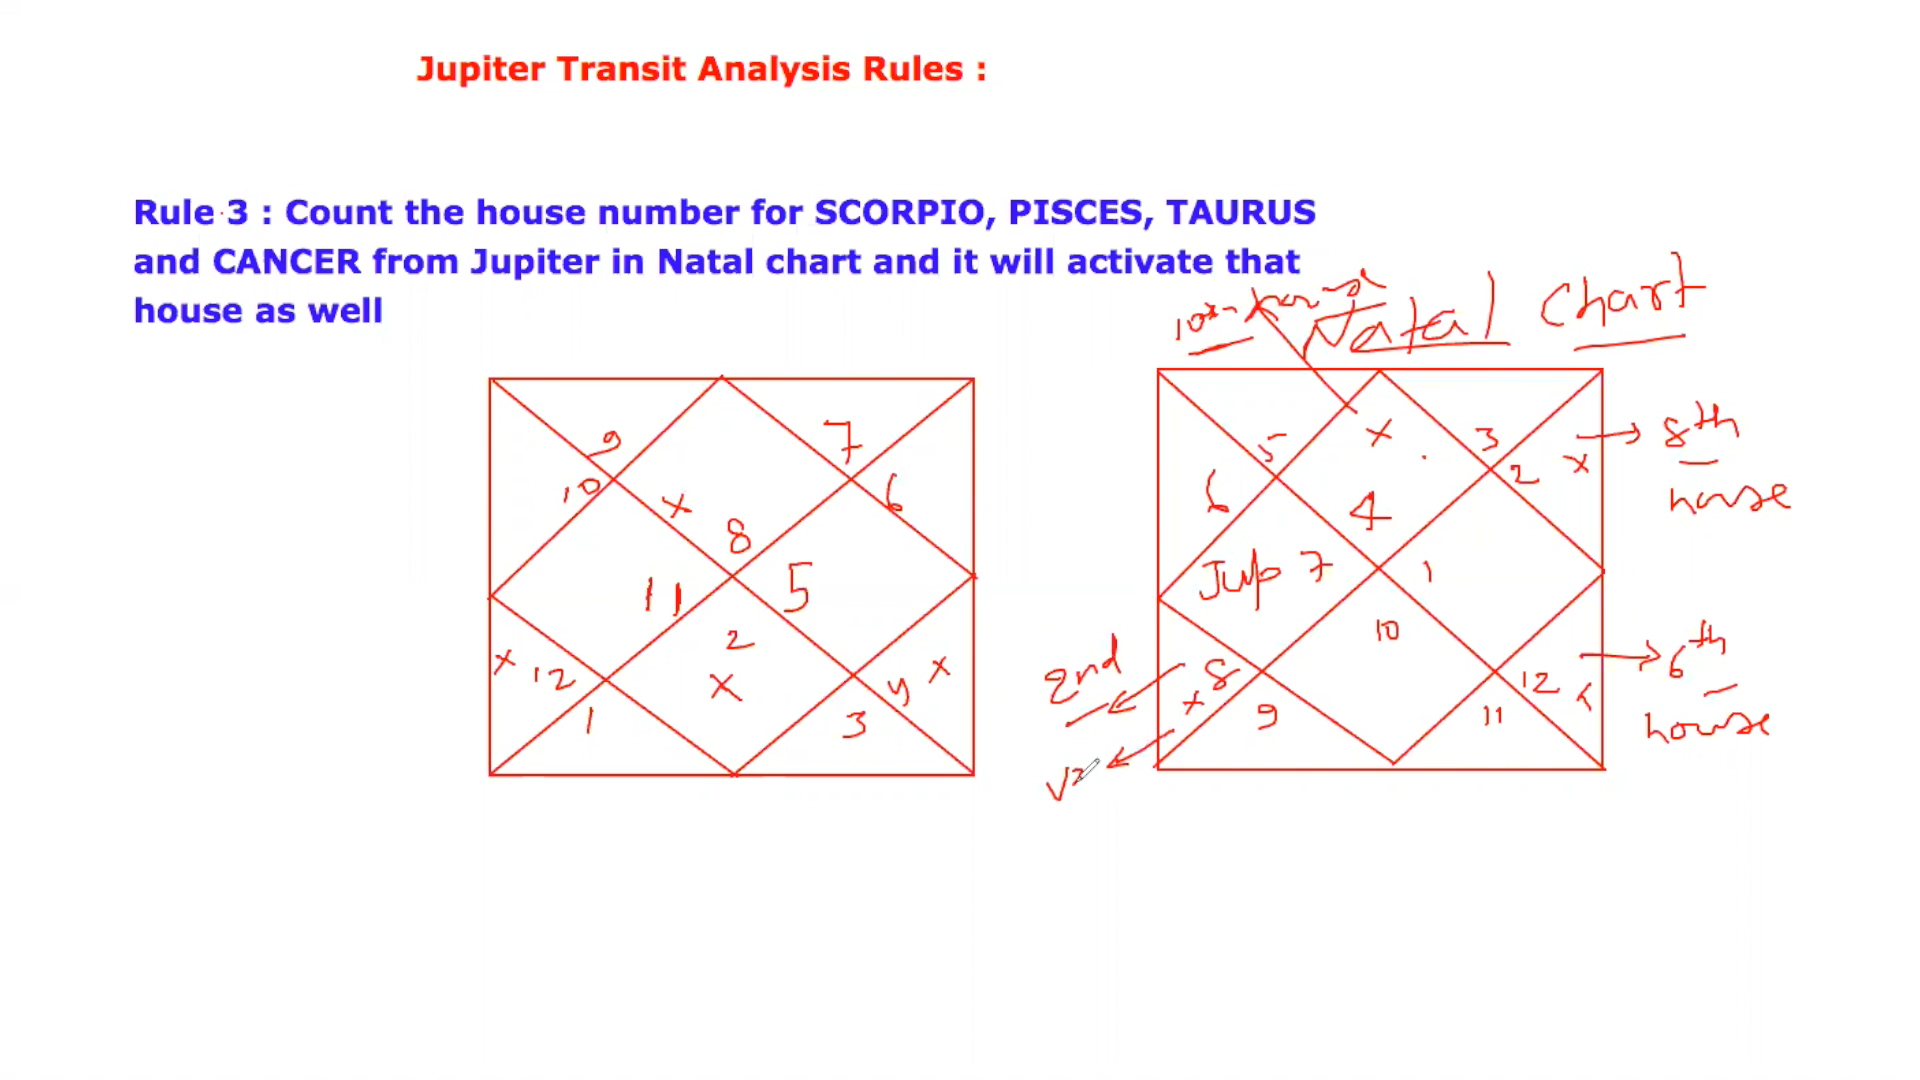 Jupiter Transit Analysis Rules :
Rule 3 : Count the house number for SCORPIO, PISCES, TAURUS
and CANCER from Jupiter in Natal chart and it will activate that
house as well
Natal Chart
9
7
10
x
6
8
11
5
2
x 12
x
y x
1
3
x
5
3
8th
6
2
x
house
4
Jup 7
1
10
2nd
8
12
6th
x
9
11
house